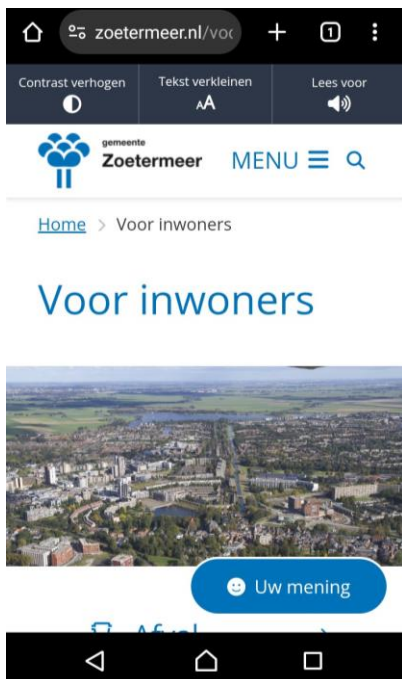 zoetermeer.nl/voo
1
Contrast verhogen
Tekst verkleinen
AA
Lees voor
gemeente
Zoetermeer
MENU
Home > Voor inwoners
Voor inwoners
Uw mening
Afval